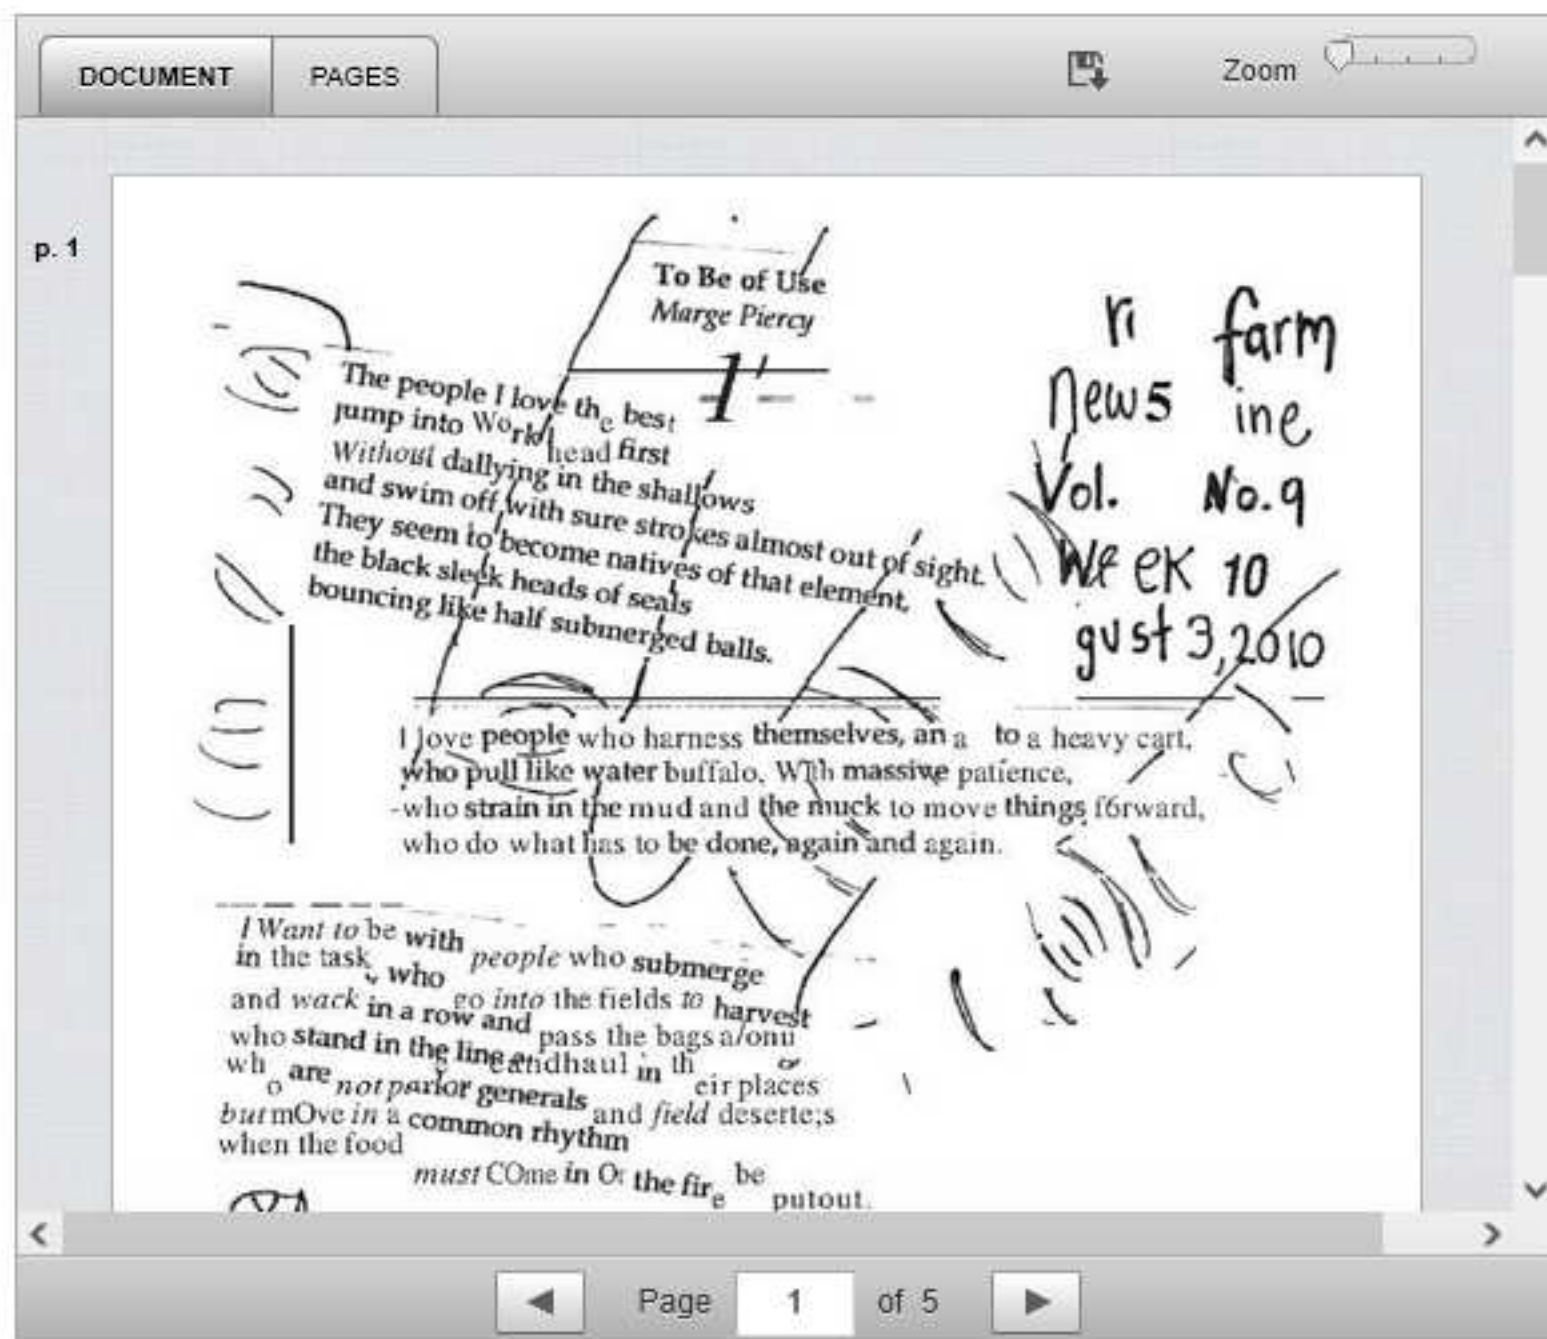 DOCUMENT PAGES Zoom
p. 1
To Be of Use
Marge Piercy
ri farm
news ine
Vol. No. 9
Week 10
gust 3, 2010
The people I love the best
jump into Work head first
Without dallying in the shallows
and swim off with sure strokes almost out of sight.
They seem to become natives of that element,
the black sleek heads of seals
bouncing like half submerged balls.
I love people who harness themselves, an a to a heavy cart,
who pull like water buffalo. WIth massive patience,
-who strain in the mud and the muck to move things f6rward,
who do what has to be done, again and again.
I Want to be with people who submerge
in the task, who go into the fields to harvest
and wack in a row and pass the bags a/onu
who stand in the line andhaul in their places
who are not parlor generals and field deserte;s
but mOve in a common rhythm
when the food must COme in Or the fire be putout.
Page 1 of 5